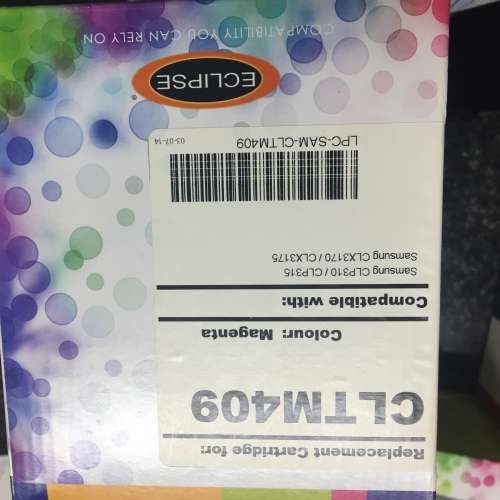 Replacement Cartridge for:
CLTM409
Colour: Magenta
Compatible with:
Samsung CLP310 / CLP315
Samsung CLX3170 / CLX3175
LPC-SAM-CLTM409
03-07-14
ECLIPSE
COMPATIBILITY YOU CAN RELY ON